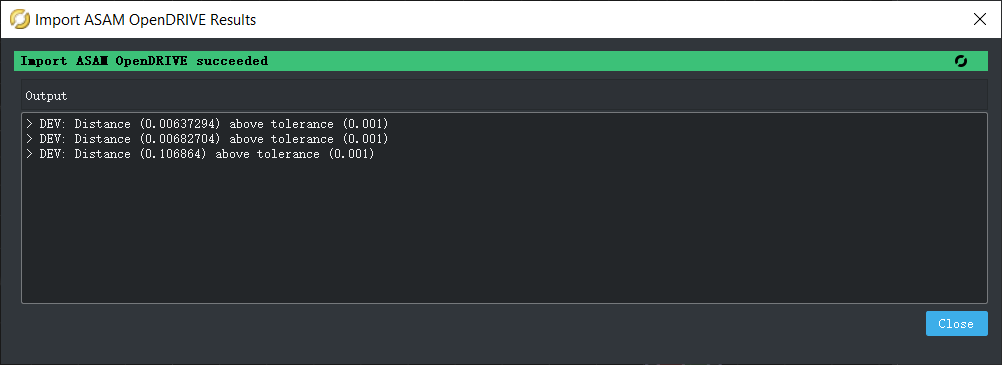 Import ASAM OpenDRIVE Results
Import ASAM OpenDRIVE succeeded
Output
> DEV: Distance (0.00637294) above tolerance (0.001)
> DEV: Distance (0.00682704) above tolerance (0.001)
> DEV: Distance (0.106864) above tolerance (0.001)
Close